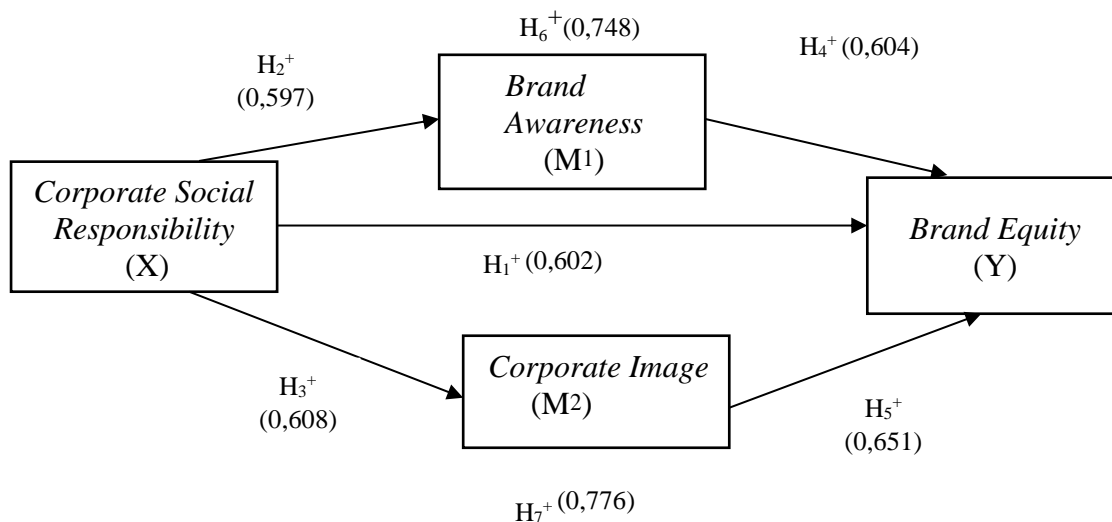 H6+ (0,748)
H4+ (0,604)
H2+
(0,597)
Brand
Awareness
(M1)
Corporate Social
Responsibility
(X)
Brand Equity
(Y)
H1+ (0,602)
Corporate Image
(M2)
H3+
(0,608)
H5+
(0,651)
H7+ (0,776)